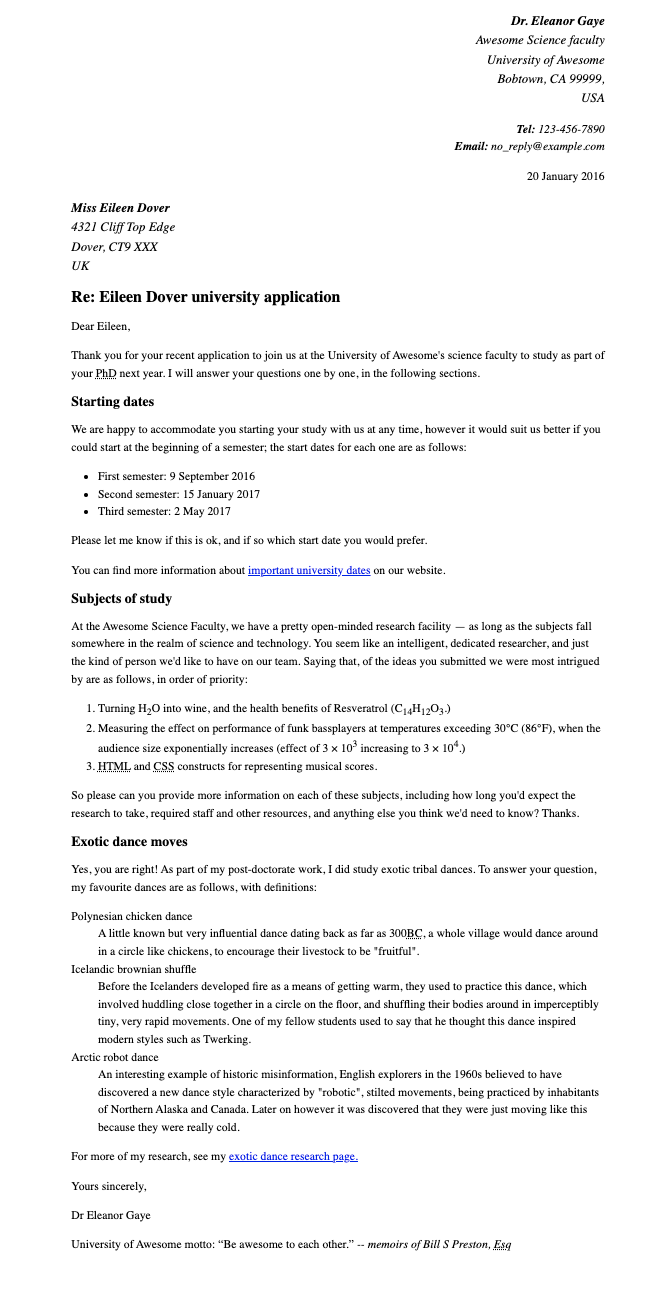 Dr. Eleanor Gaye
Awesome Science faculty
University of Awesome
Bobtown, CA 99999,
USA
Tel: 123-456-7890
Email: no_reply@example.com
20 January 2016
Miss Eileen Dover
4321 Cliff Top Edge
Dover, CT9 XXX
UK
Re: Eileen Dover university application
Dear Eileen,
Thank you for your recent application to join us at the University of Awesome's science faculty to study as part of
your PhD next year. I will answer your questions one by one, in the following sections.
Starting dates
We are happy to accommodate you starting your study with us at any time, however it would suit us better if you
could start at the beginning of a semester; the start dates for each one are as follows:
• First semester: 9 September 2016
• Second semester: 15 January 2017
• Third semester: 2 May 2017
Please let me know if this is ok, and if so which start date you would prefer.
You can find more information about important university dates on our website.
Subjects of study
At the Awesome Science Faculty, we have a pretty open-minded research facility — as long as the subjects fall
somewhere in the realm of science and technology. You seem like an intelligent, dedicated researcher, and just
the kind of person we'd like to have on our team. Saying that, of the ideas you submitted we were most intrigued
by are as follows, in order of priority:
1. Turning H₂O into wine, and the health benefits of Resveratrol (C₁₄H₁₂O₃.)
2. Measuring the effect on performance of funk bassplayers at temperatures exceeding 30°C (86°F), when the
audience size exponentially increases (effect of 3 × 10³ increasing to 3 × 10⁴.)
3. HTML and CSS constructs for representing musical scores.
So please can you provide more information on each of these subjects, including how long you'd expect the
research to take, required staff and other resources, and anything else you think we'd need to know? Thanks.
Exotic dance moves
Yes, you are right! As part of my post-doctorate work, I did study exotic tribal dances. To answer your question,
my favourite dances are as follows, with definitions:
Polynesian chicken dance
A little known but very influential dance dating back as far as 300BC, a whole village would dance around
in a circle like chickens, to encourage their livestock to be "fruitful".
Icelandic brownian shuffle
Before the Icelanders developed fire as a means of getting warm, they used to practice this dance, which
involved huddling close together in a circle on the floor, and shuffling their bodies around in imperceptibly
tiny, very rapid movements. One of my fellow students used to say that he thought this dance inspired
modern styles such as Twerking.
Arctic robot dance
An interesting example of historic misinformation, English explorers in the 1960s believed to have
discovered a new dance style characterized by "robotic", stilted movements, being practiced by inhabitants
of Northern Alaska and Canada. Later on however it was discovered that they were just moving like this
because they were really cold.
For more of my research, see my exotic dance research page.
Yours sincerely,
Dr Eleanor Gaye
University of Awesome motto: “Be awesome to each other.” -- memoirs of Bill S Preston, Esq